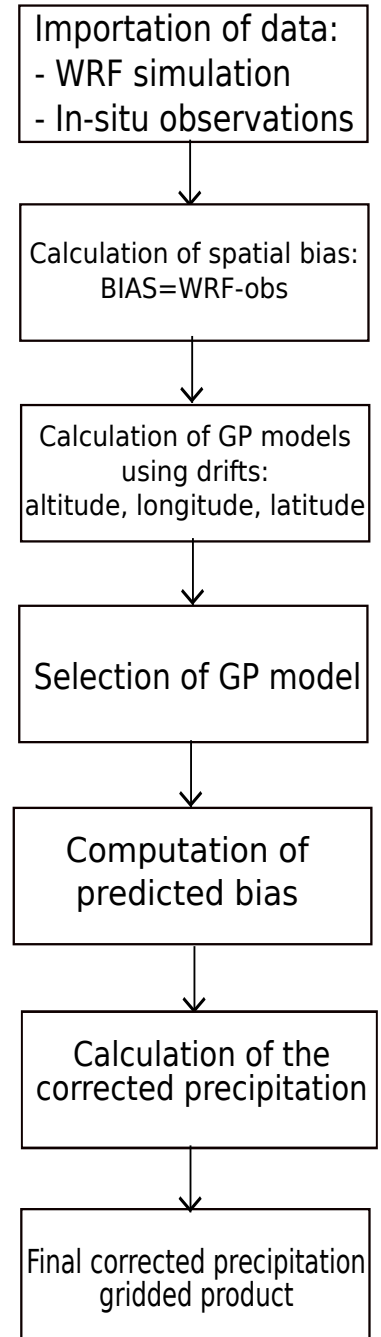 Importation of data:
- WRF simulation
- In-situ observations
Calculation of spatial bias:
BIAS=WRF-obs
Calculation of GP models
using drifts:
altitude, longitude, latitude
Selection of GP model
Computation of
predicted bias
Calculation of the
corrected precipitation
Final corrected precipitation
gridded product